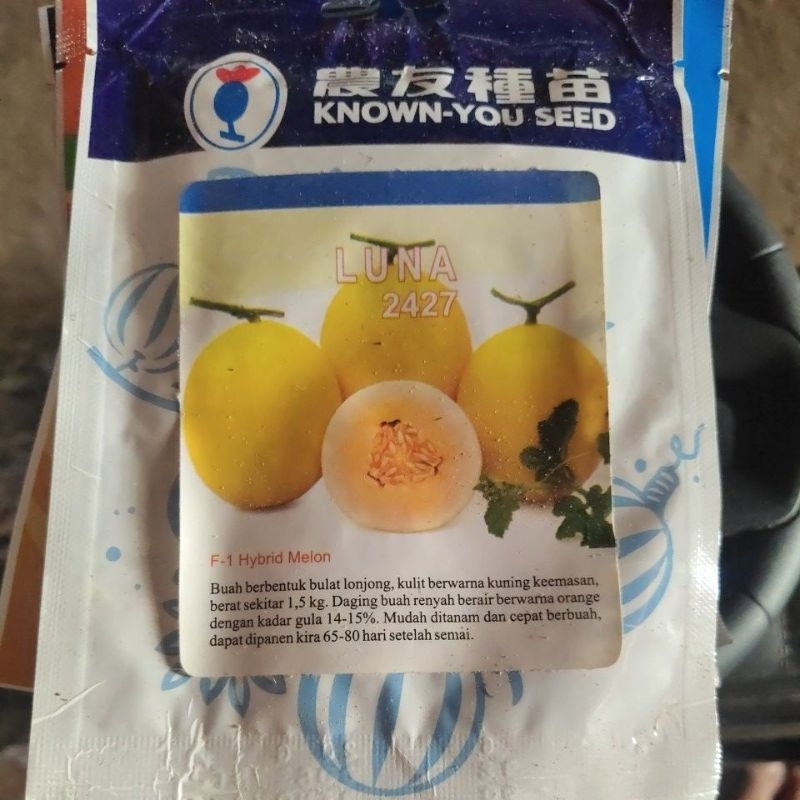 農友種苗
KNOWN-YOU SEED
LUNA
2427
F-1 Hybrid Melon
Buah berbentuk bulat lonjong, kulit berwarna kuning keemasan,
berat sekitar 1,5 kg. Daging buah renyah berair berwarna orange
dengan kadar gula 14-15%. Mudah ditanam dan cepat berbuah,
dapat dipanen kira 65-80 hari setelah semai.